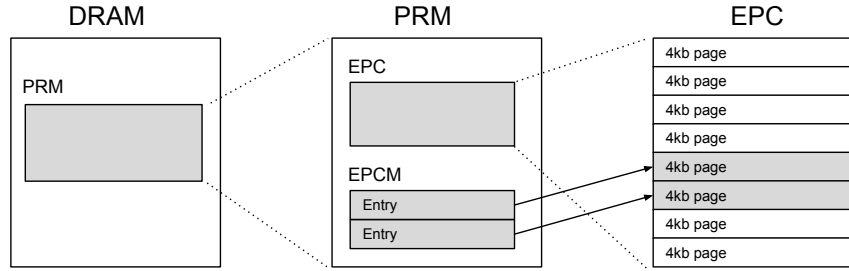 DRAM
PRM
PRM
EPC
EPCM
Entry
Entry
EPC
4kb page
4kb page
4kb page
4kb page
4kb page
4kb page
4kb page
4kb page